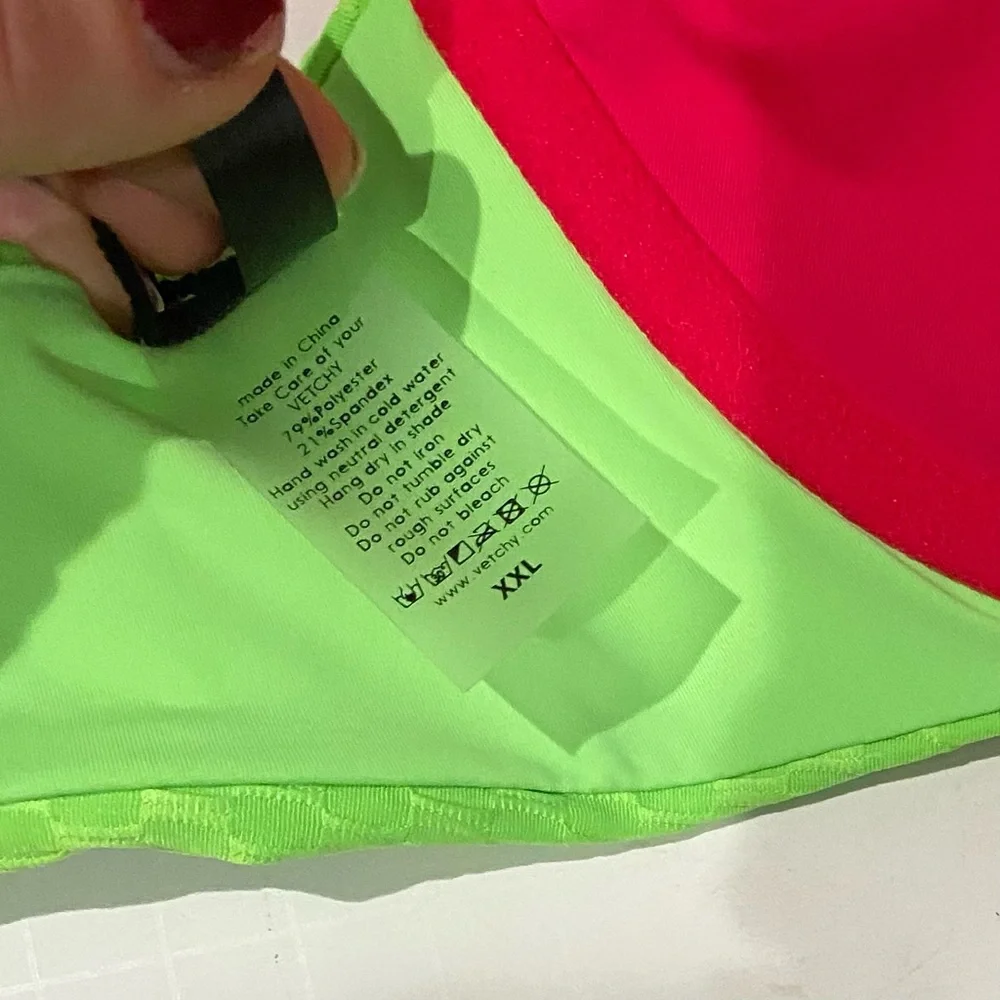 made in China
Take Care of your
VETCHY
79%Polyester
21%Spandex
Hand wash in cold water
using neutral detergent
Hang dry in shade
Do not iron
Do not tumble dry
Do not rub against
rough surfaces
Do not bleach
www.vetchy.com
XXL